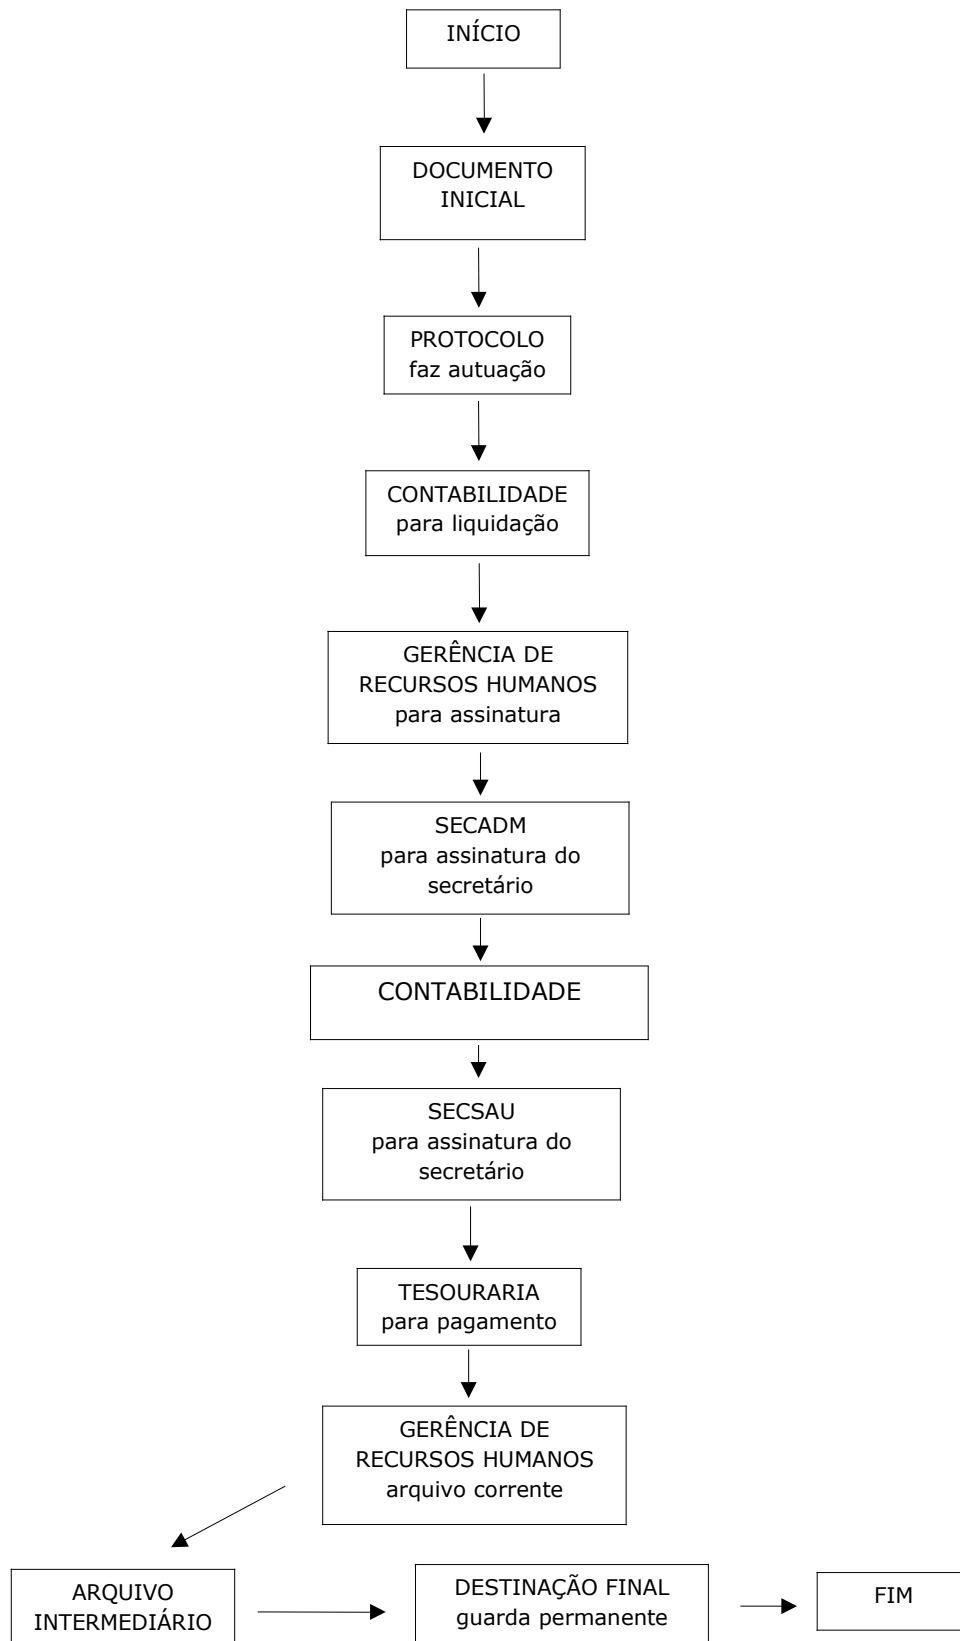 INÍCIO
DOCUMENTO
INICIAL
PROTOCOLO
faz autuação
CONTABILIDADE
para liquidação
GERÊNCIA DE
RECURSOS HUMANOS
para assinatura
SECADM
para assinatura do
secretário
CONTABILIDADE
SECSAU
para assinatura do
secretário
TESOURARIA
para pagamento
GERÊNCIA DE
RECURSOS HUMANOS
arquivo corrente
ARQUIVO
INTERMEDIÁRIO
DESTINAÇÃO FINAL
guarda permanente
FIM